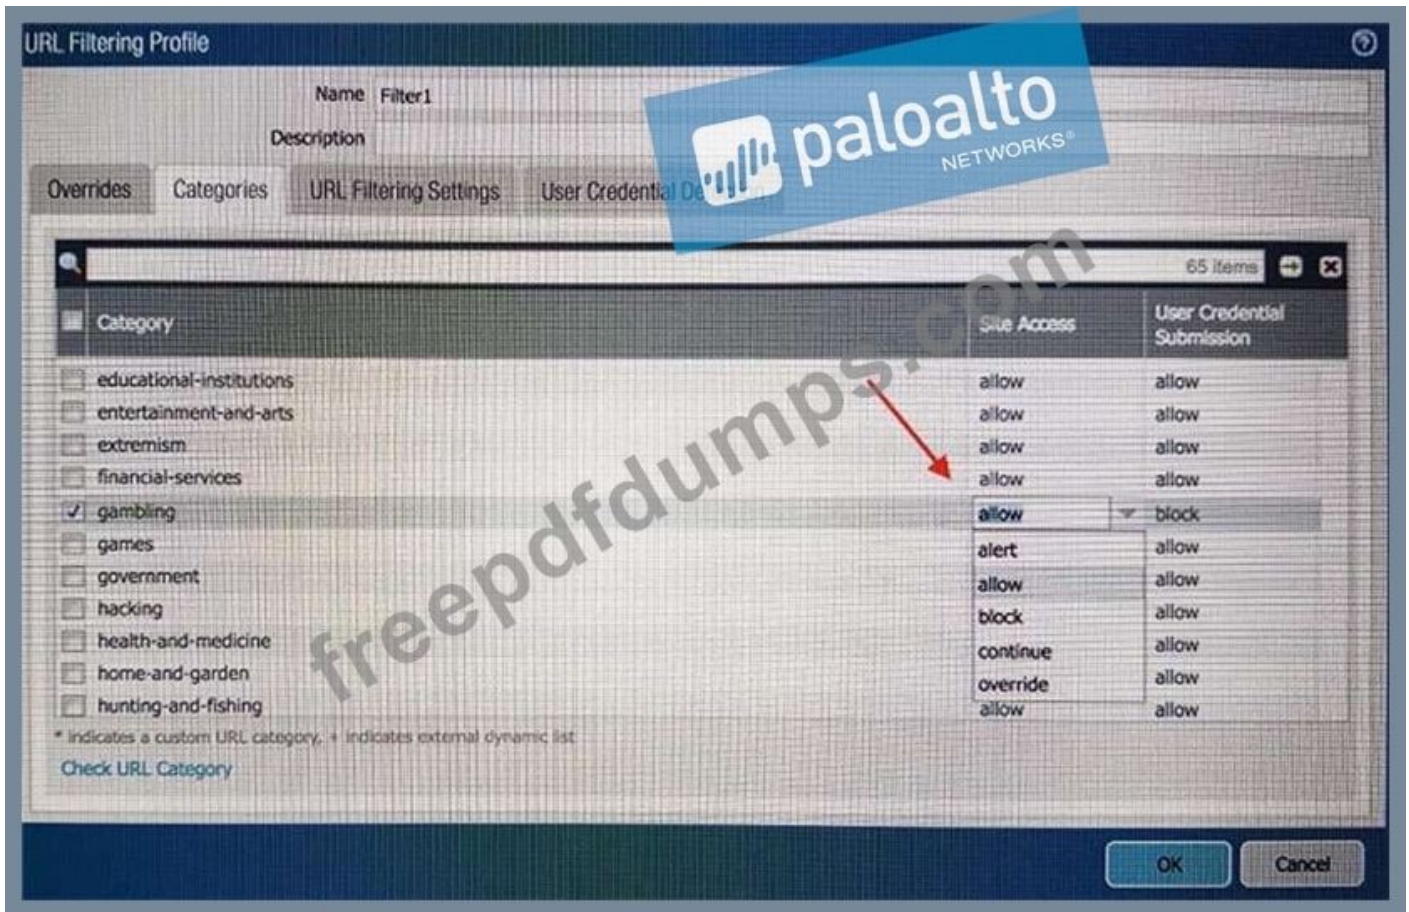 URL Filtering Profile
Name Filter1
Description
paloalto
NETWORKS®
Overrides Categories URL Filtering Settings User Credential
65 items
Category Site Access User Credential Submission
educational-institutions allow allow
entertainment-and-arts allow allow
extremism allow allow
financial-services allow allow
gambling allow block
games alert allow
government allow allow
hacking block allow
health-and-medicine continue allow
home-and-garden override allow
hunting-and-fishing allow allow
* indicates a custom URL category, + indicates external dynamic list
Check URL Category
OK Cancel
freepdfdumps.com